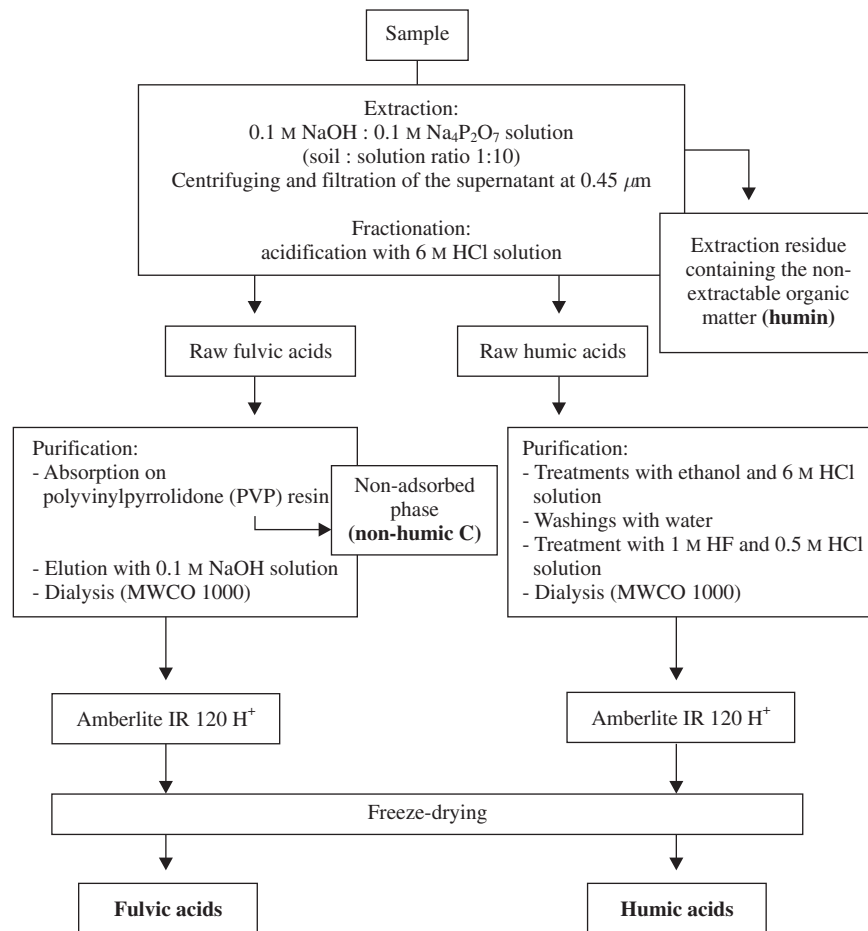 Sample
Extraction:
0.1 M NaOH : 0.1 M Na₄P₂O₇ solution
(soil : solution ratio 1:10)
Centrifuging and filtration of the supernatant at 0.45 μm
Fractionation:
acidification with 6 M HCl solution
Extraction residue
containing the non-
extractable organic
matter (humin)
Raw fulvic acids
Raw humic acids
Purification:
- Absorption on
polyvinylpyrrolidone (PVP) resin
- Elution with 0.1 M NaOH solution
- Dialysis (MWCO 1000)
Non-adsorbed
phase
(non-humic C)
Purification:
- Treatments with ethanol and 6 M HCl
solution
- Washings with water
- Treatment with 1 M HF and 0.5 M HCl
solution
- Dialysis (MWCO 1000)
Amberlite IR 120 H⁺
Amberlite IR 120 H⁺
Freeze-drying
Fulvic acids
Humic acids